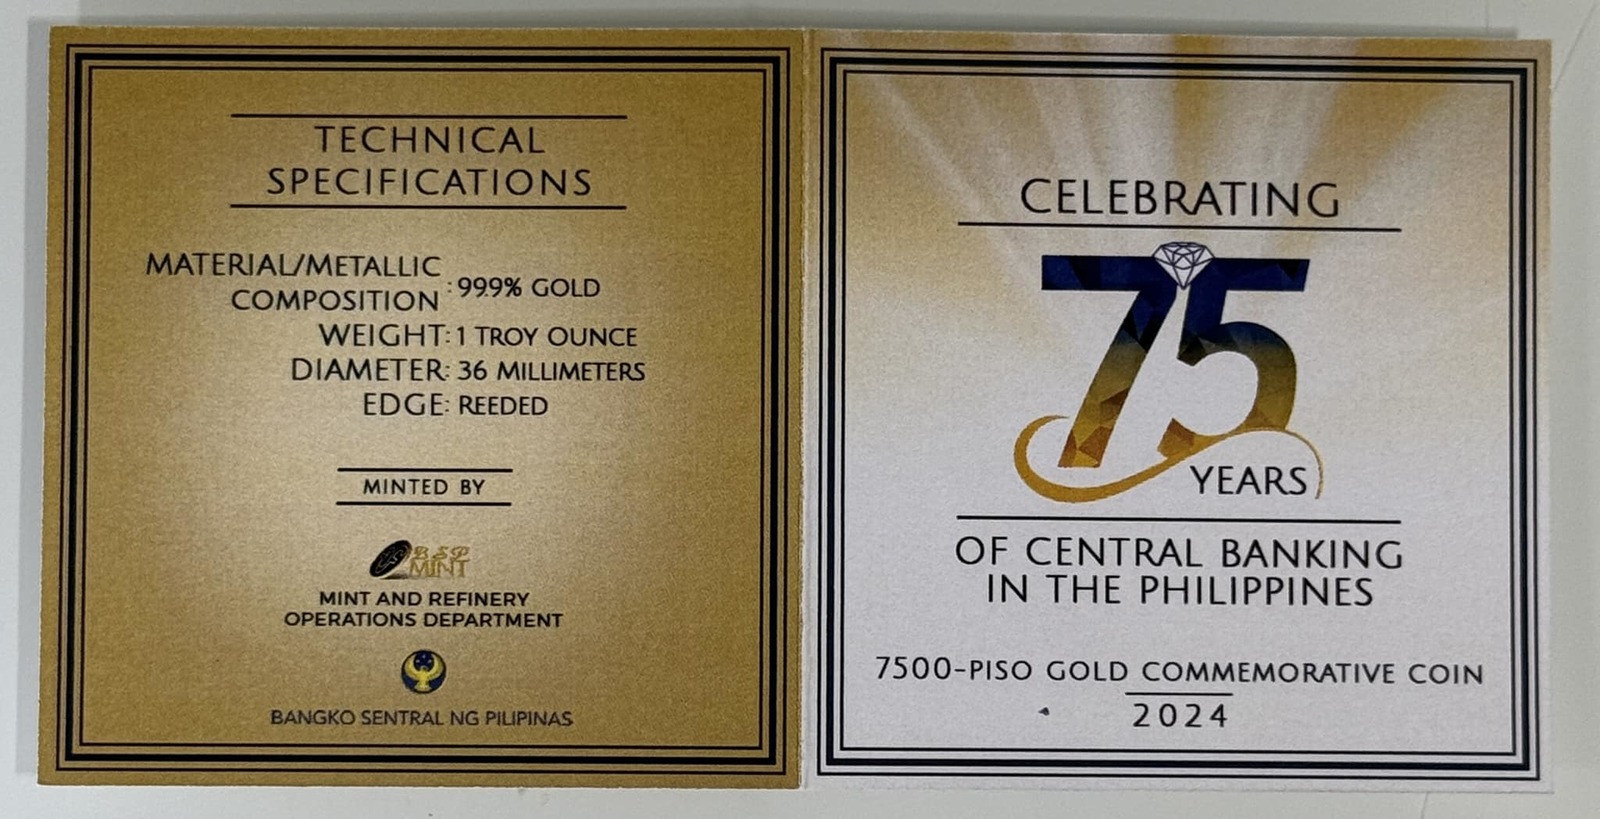 TECHNICAL
SPECIFICATIONS
MATERIAL/METALLIC
COMPOSITION : 99.9% GOLD
WEIGHT: 1 TROY OUNCE
DIAMETER: 36 MILLIMETERS
EDGE: REEDED
MINTED BY
BSP
MINT
MINT AND REFINERY
OPERATIONS DEPARTMENT
BANGKO SENTRAL NG PILIPINAS
CELEBRATING
75
YEARS
OF CENTRAL BANKING
IN THE PHILIPPINES
7500-PISO GOLD COMMEMORATIVE COIN
2024